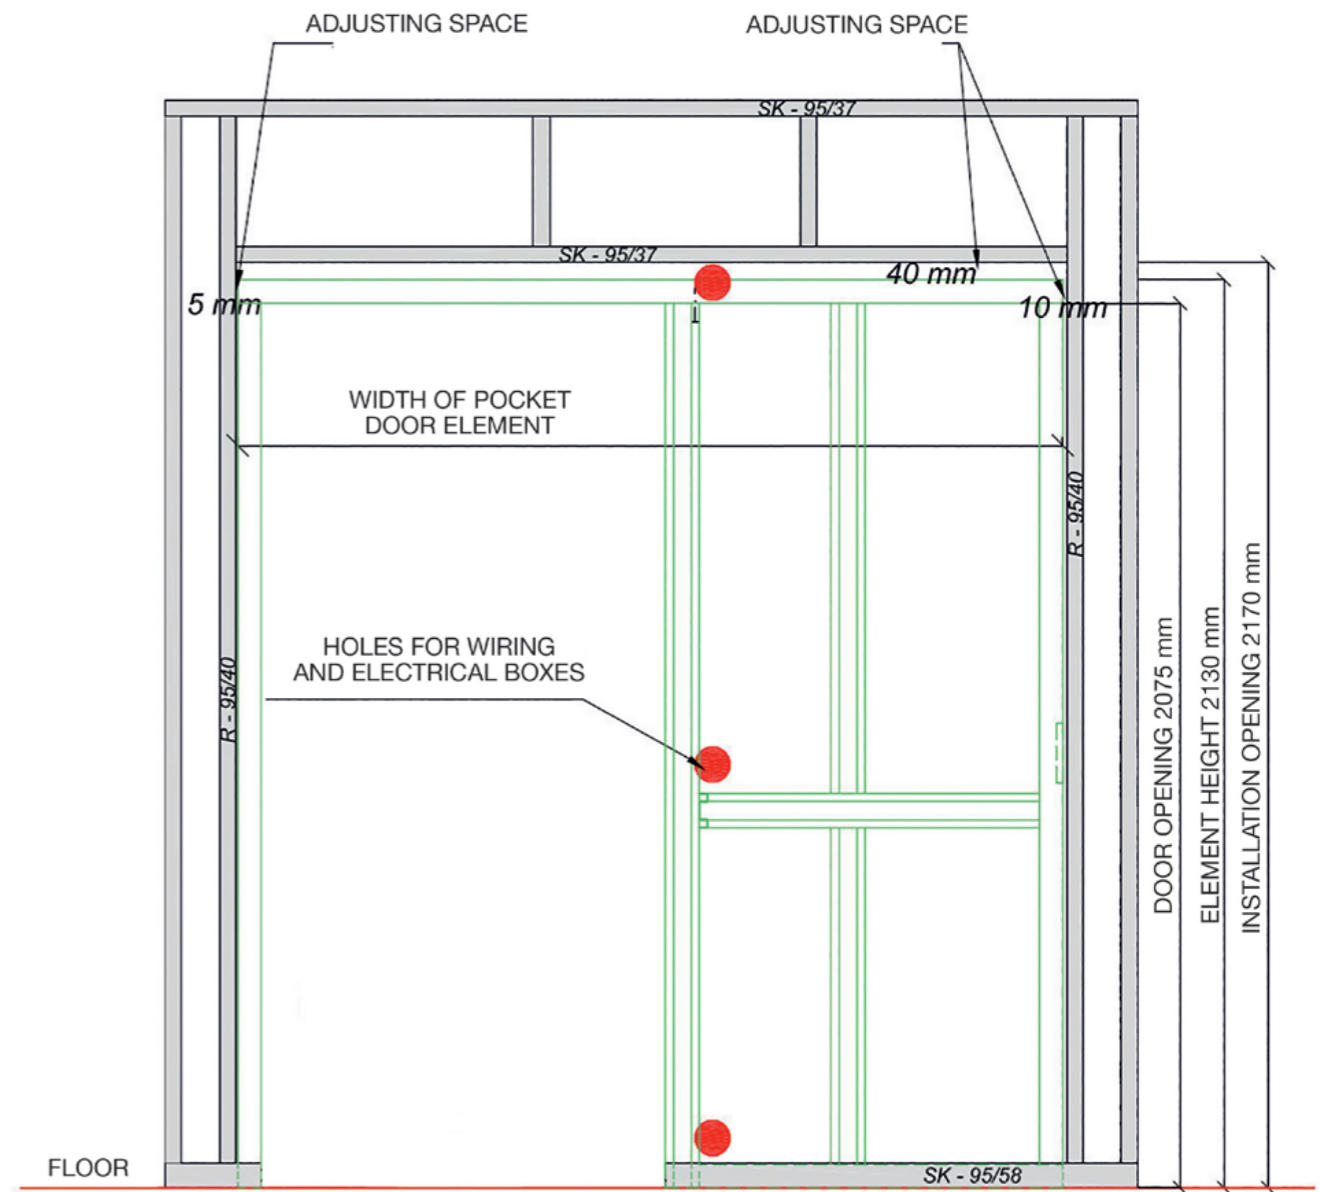 ADJUSTING SPACE
ADJUSTING SPACE
SK - 95/37
SK - 95/37
40 mm
5 mm
10 mm
WIDTH OF POCKET
DOOR ELEMENT
R - 95/40
HOLES FOR WIRING
AND ELECTRICAL BOXES
R - 95/40
DOOR OPENING 2075 mm
ELEMENT HEIGHT 2130 mm
INSTALLATION OPENING 2170 mm
FLOOR
SK - 95/58